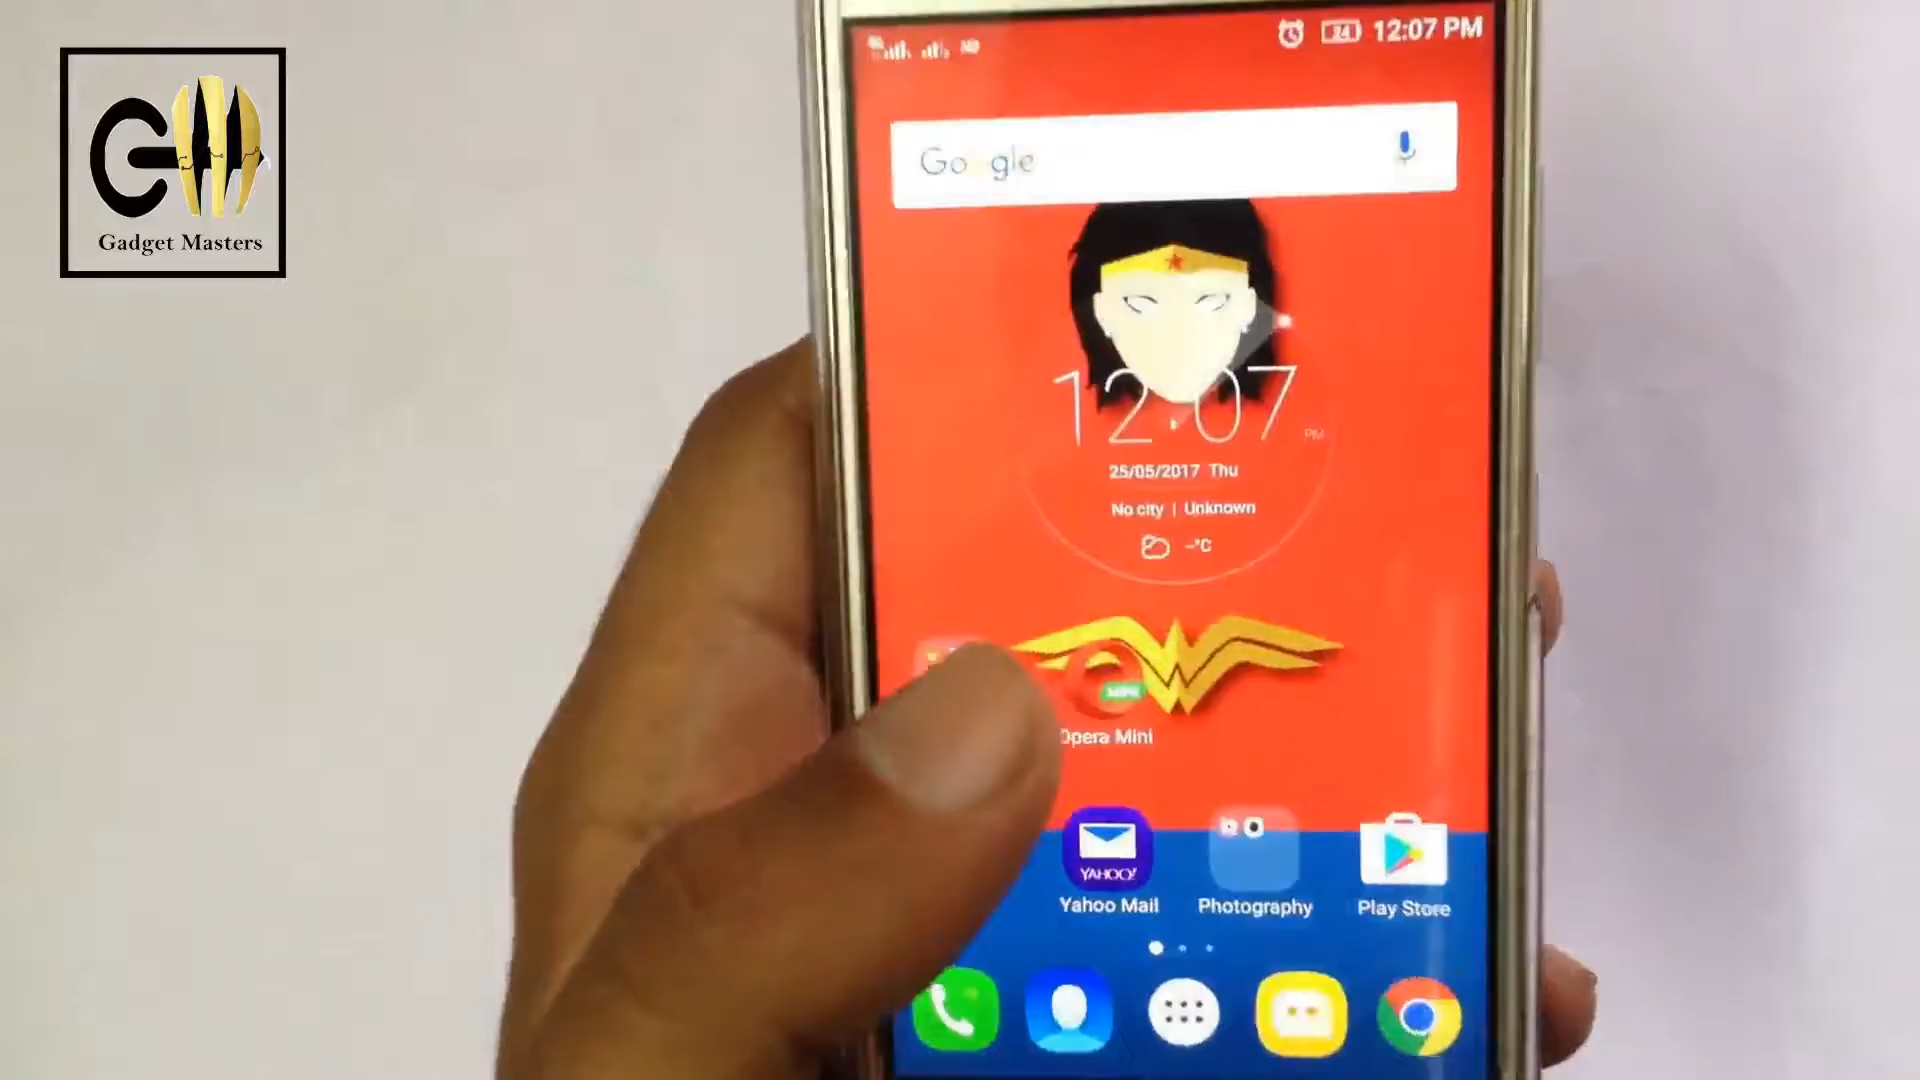 Gadget Masters
24 12:07 PM
Google
12:07 PM
25/05/2017 Thu
No city | Unknown
-°C
Opera Mini
YAHOO!
Yahoo Mail
Photography
Play Store